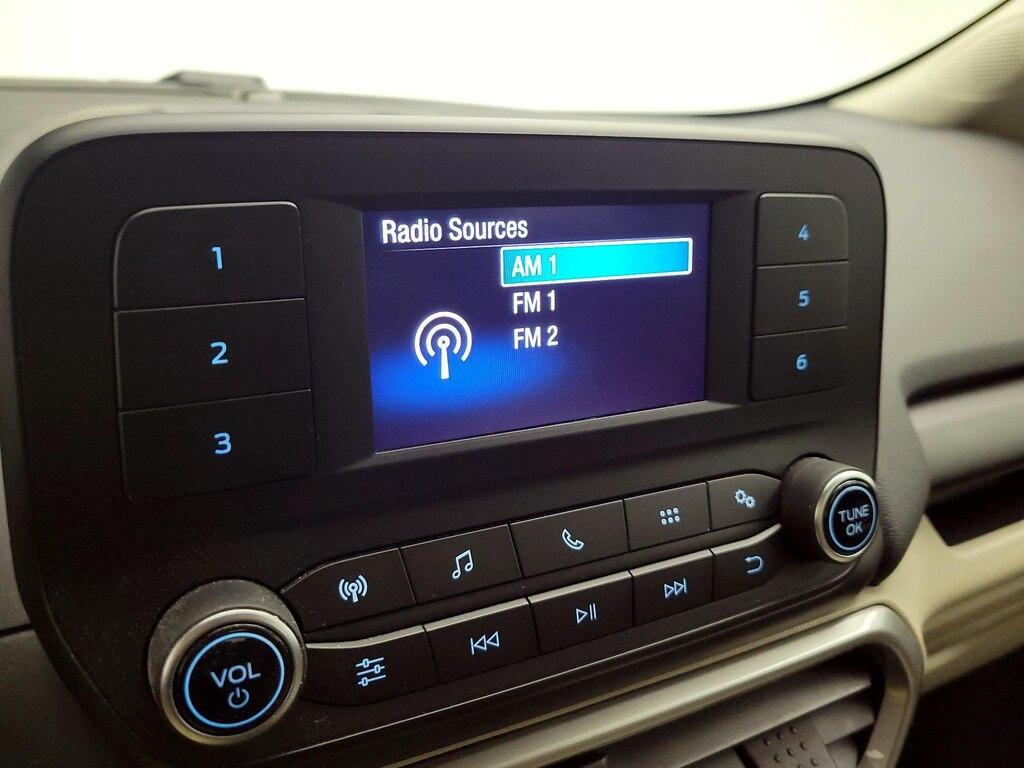 Radio Sources
AM 1
FM 1
FM 2
1
2
3
4
5
6
VOL
TUNE
OK